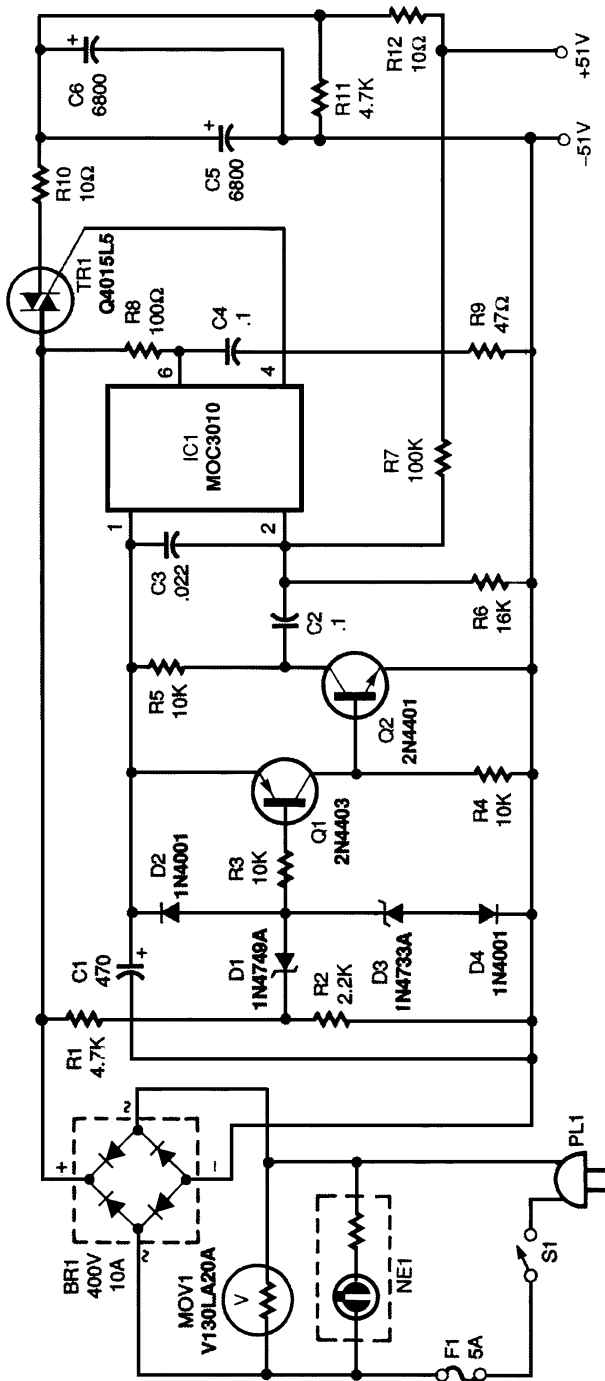 BR1
400V
10A
+
−
~
~
MOV1
V130LA20A
V
NE1
F1
5A
S1
PL1
R1
4.7K
C1
470
+
D1
1N4749A
R2
2.2K
D2
1N4001
R3
10K
D3
1N4733A
D4
1N4001
Q1
2N4403
R4
10K
R5
10K
Q2
2N4401
C2
.1
C3
.022
R6
16K
R7
100K
1
2
IC1
MOC3010
6
4
R8
100Ω
C4
.1
R9
47Ω
TR1
Q4015L5
R10
10Ω
C5
6800
+
C6
6800
+
R11
4.7K
R12
10Ω
−51V
+51V